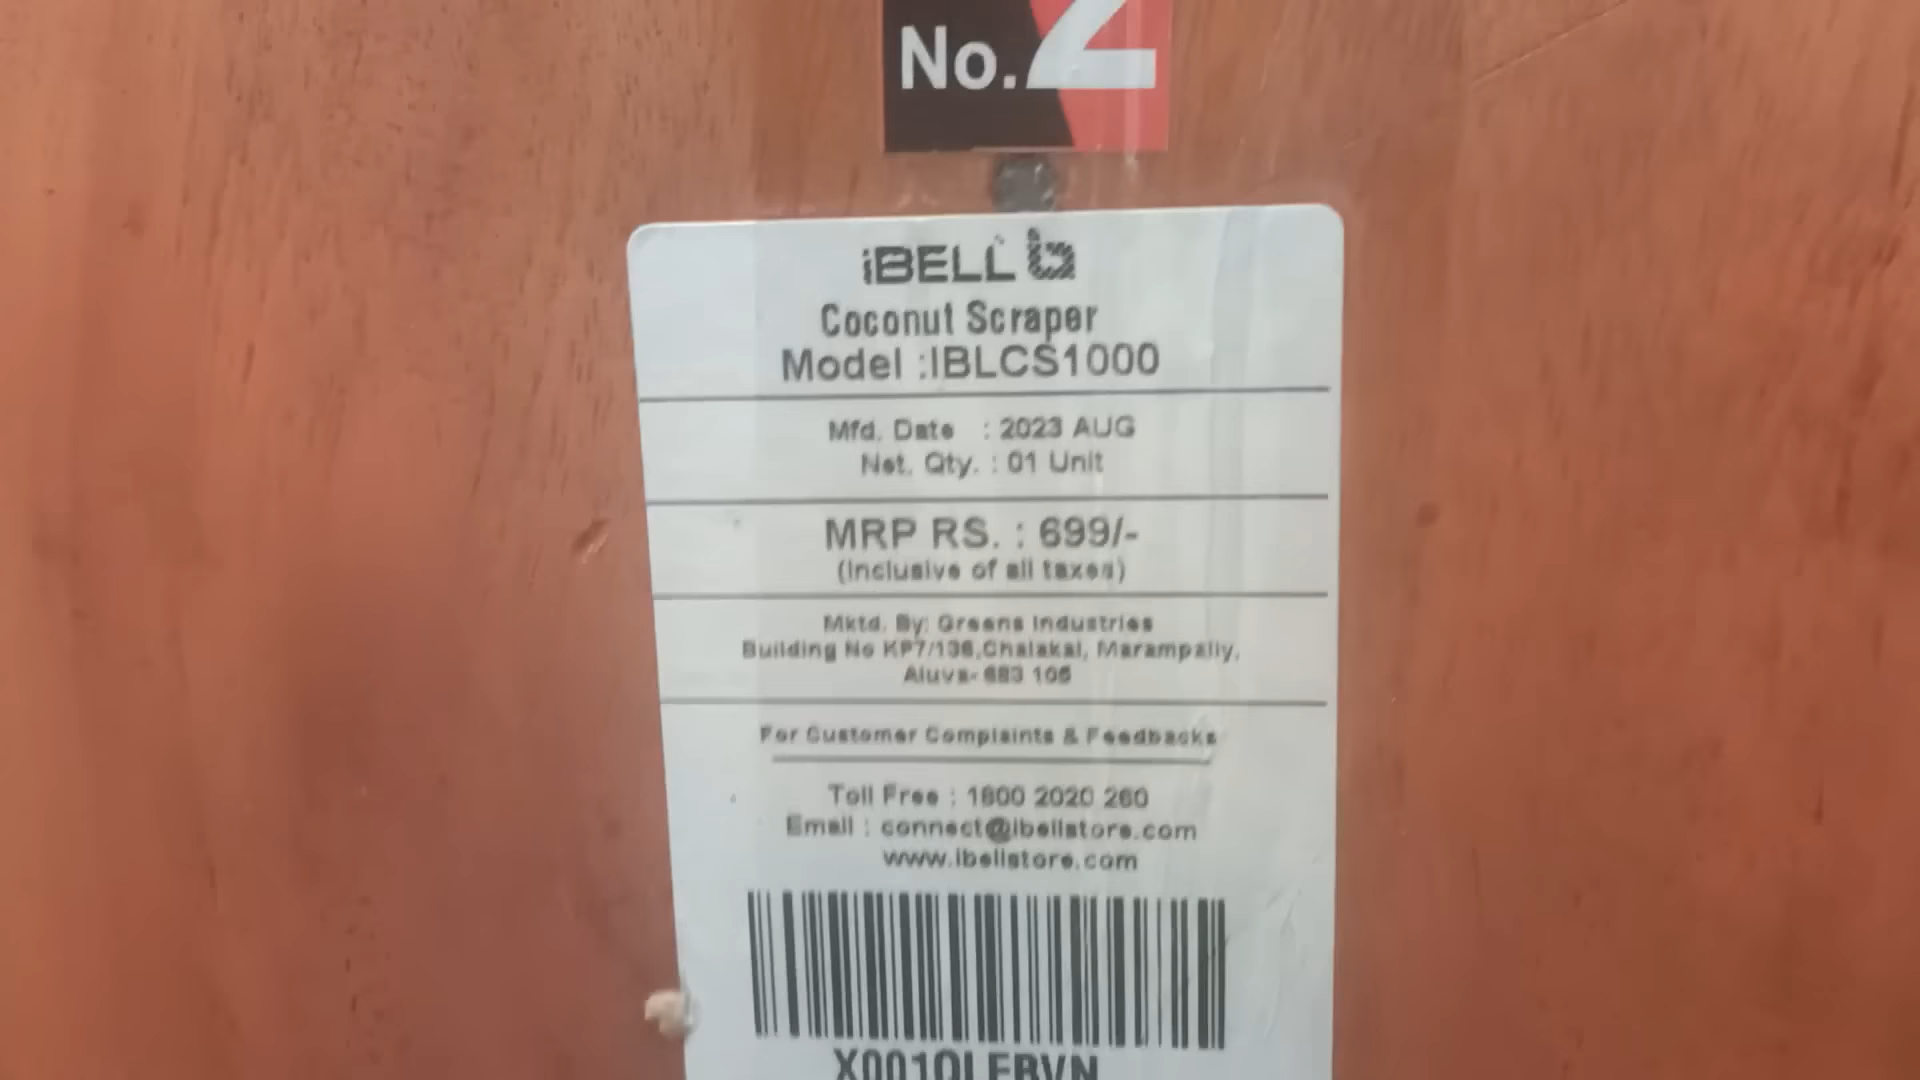 No.2
iBELL
Coconut Scraper
Model :IBLCS1000
Mfd. Date : 2023 AUG
Net. Qty. : 01 Unit
MRP RS. : 699/-
(Inclusive of all taxes)
Mktd. By: Greens Industries
Building No KP7/136,Chalakal, Marampally,
Aluva- 683 105
For Customer Complaints & Feedbacks
Toll Free : 1800 2020 260
Email : connect@ibellstore.com
www.ibellstore.com